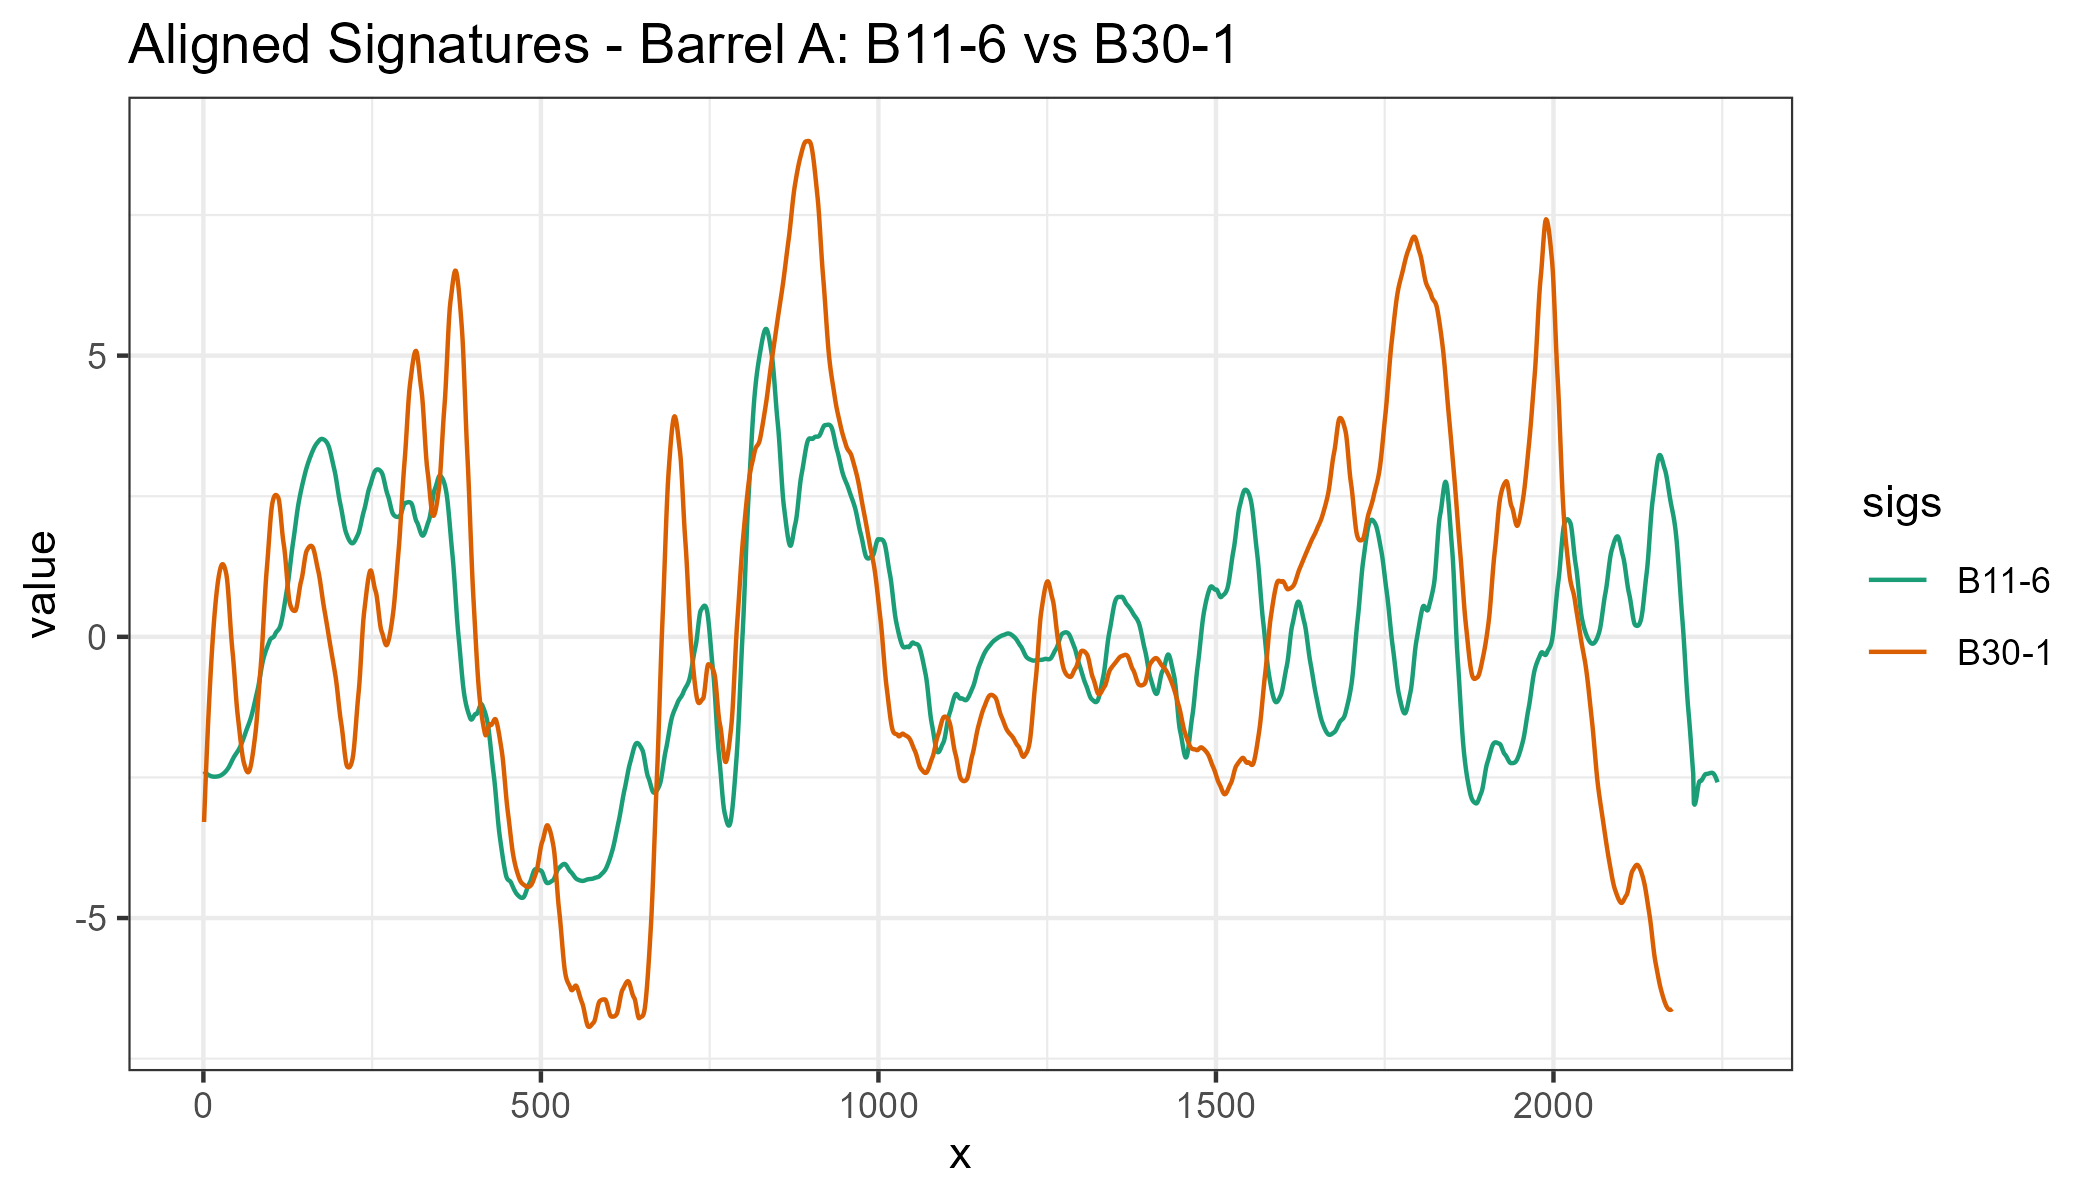 Aligned Signatures - Barrel A: B11-6 vs B30-1
value
5
0
-5
0 500 1000 1500 2000
x
sigs
B11-6
B30-1